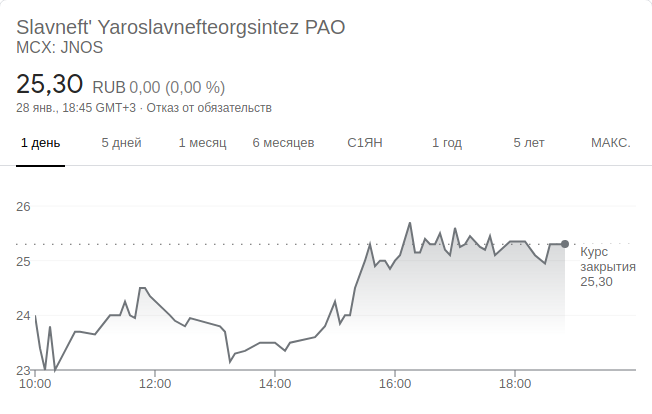 Slavneft' Yaroslavnefteorgsintez PAO
MCX: JNOS
25,30 RUB 0,00 (0,00 %)
28 янв., 18:45 GMT+3 · Отказ от обязательств
1 день 5 дней 1 месяц 6 месяцев С1ЯН 1 год 5 лет МАКС.
26
25
24
23
Курс
закрытия
25,30
10:00 12:00 14:00 16:00 18:00